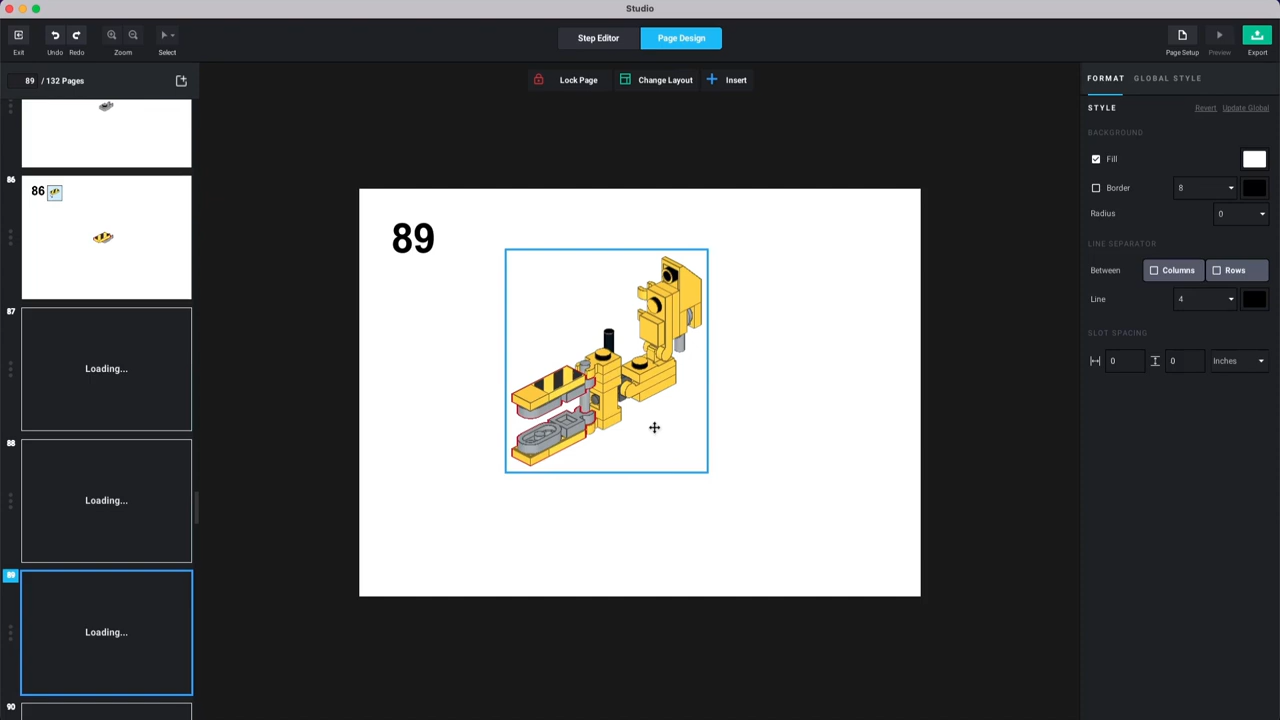 Studio
Exit
Undo
Redo
Zoom
Select
Step Editor
Page Design
Page Setup
Preview
Export
89 / 132 Pages
Lock Page
Change Layout
Insert
FORMAT
GLOBAL STYLE
STYLE
Revert
Update Global
BACKGROUND
Fill
Border
8
Radius
0
LINE SEPARATOR
Between
Columns
Rows
Line
4
SLOT SPACING
0
0
Inches
86
86
87
Loading...
88
Loading...
89
Loading...
90
89